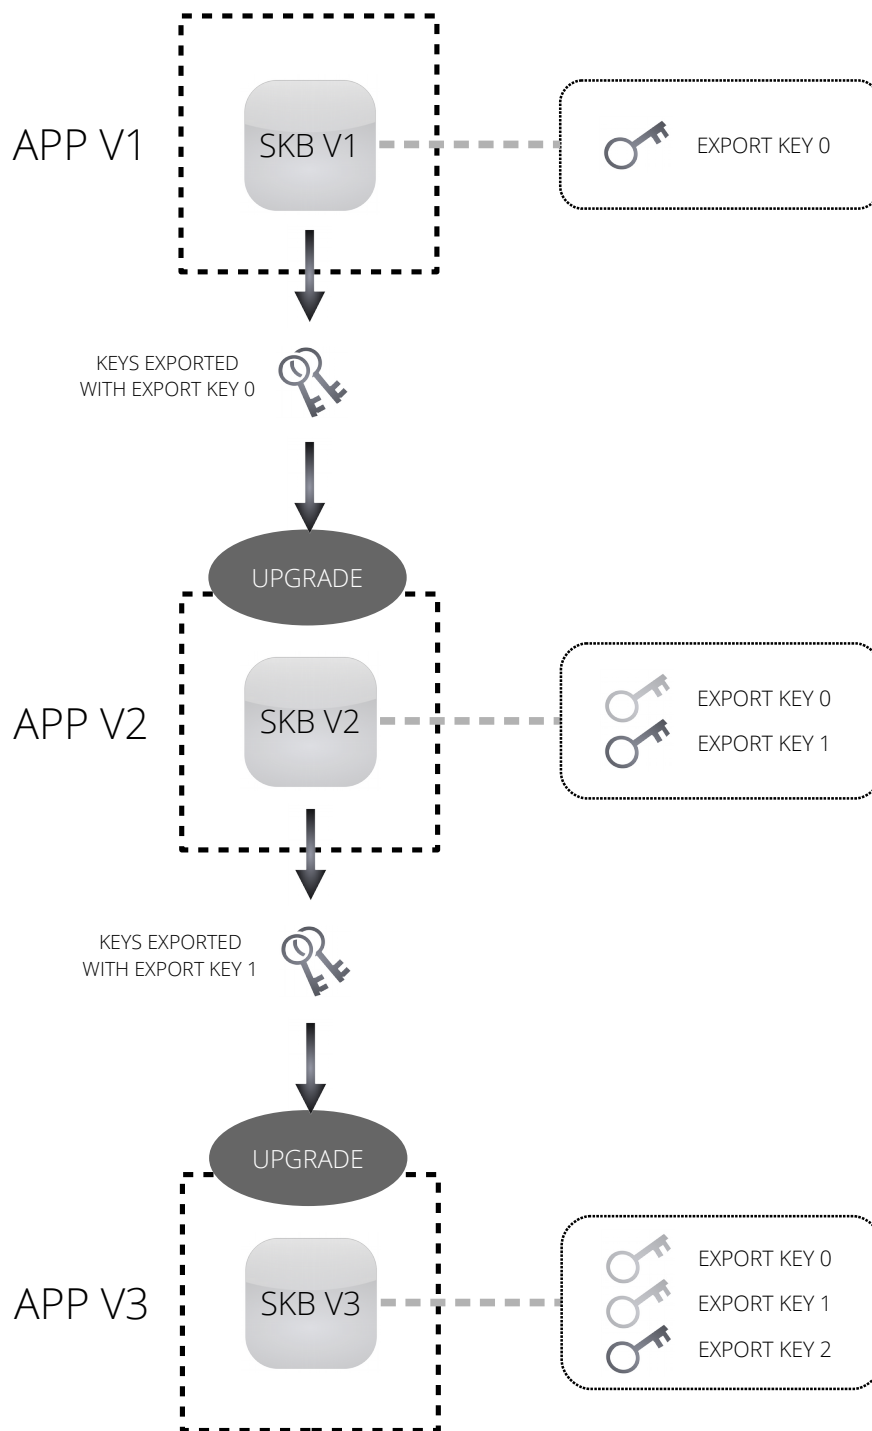 APP V1
SKB V1
EXPORT KEY 0
KEYS EXPORTED
WITH EXPORT KEY 0
UPGRADE
APP V2
SKB V2
EXPORT KEY 0
EXPORT KEY 1
KEYS EXPORTED
WITH EXPORT KEY 1
UPGRADE
APP V3
SKB V3
EXPORT KEY 0
EXPORT KEY 1
EXPORT KEY 2